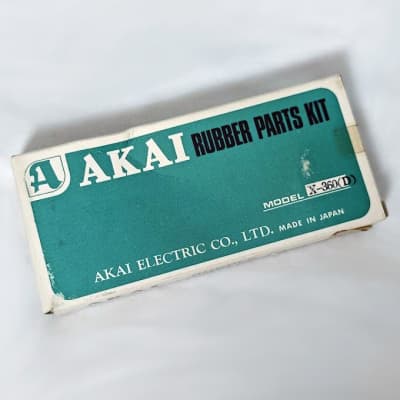 A AKAI RUBBER PARTS KIT
MODEL X-360(D)
AKAI ELECTRIC CO., LTD. MADE IN JAPAN